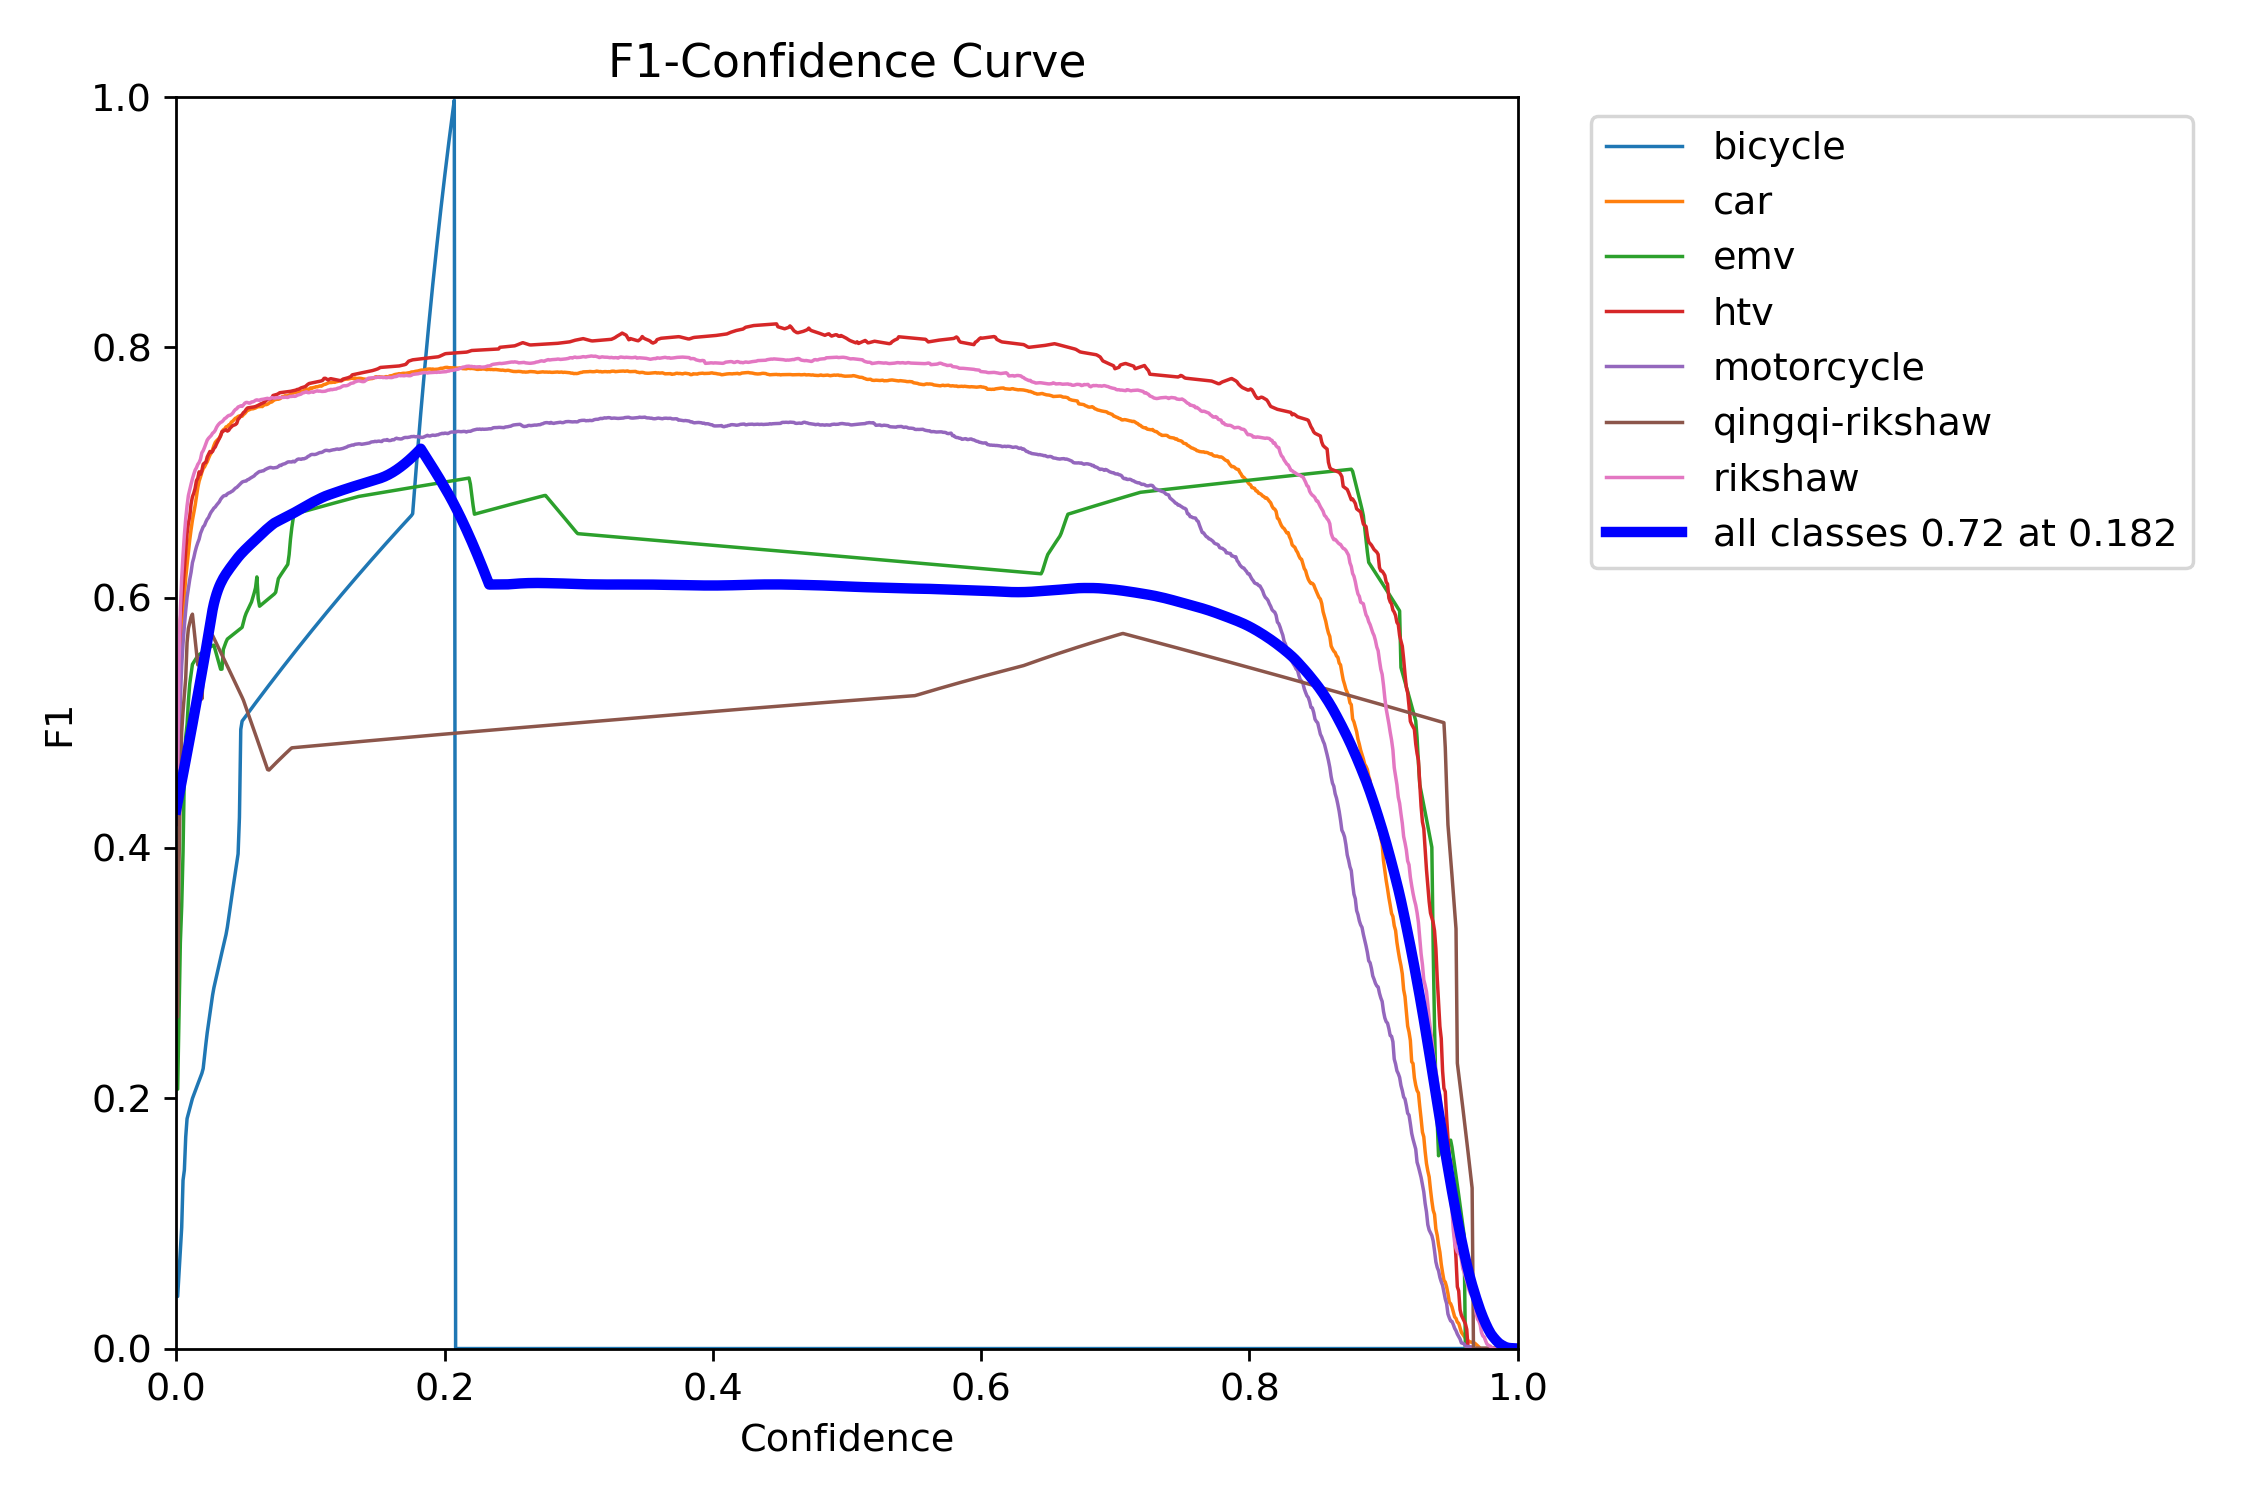 F1-Confidence Curve
1.0
0.8
0.6
0.4
0.2
0.0
F1
0.0 0.2 0.4 0.6 0.8 1.0
Confidence
bicycle
car
emv
htv
motorcycle
qingqi-rikshaw
rikshaw
all classes 0.72 at 0.182